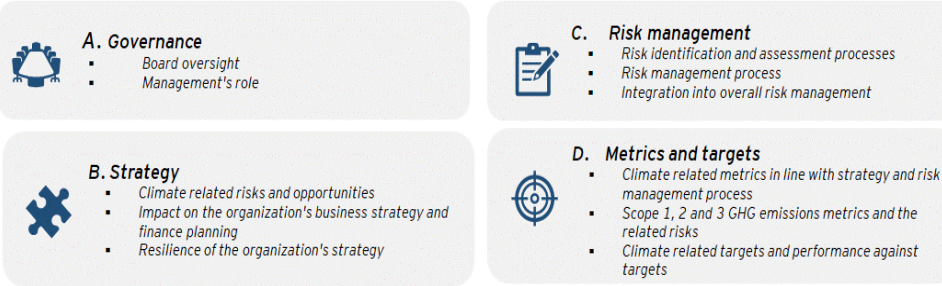 A. Governance
▪ Board oversight
▪ Management's role
B. Strategy
▪ Climate related risks and opportunities
▪ Impact on the organization's business strategy and
finance planning
▪ Resilience of the organization's strategy
C. Risk management
▪ Risk identification and assessment processes
▪ Risk management process
▪ Integration into overall risk management
D. Metrics and targets
▪ Climate related metrics in line with strategy and risk
management process
▪ Scope 1, 2 and 3 GHG emissions metrics and the
related risks
▪ Climate related targets and performance against
targets